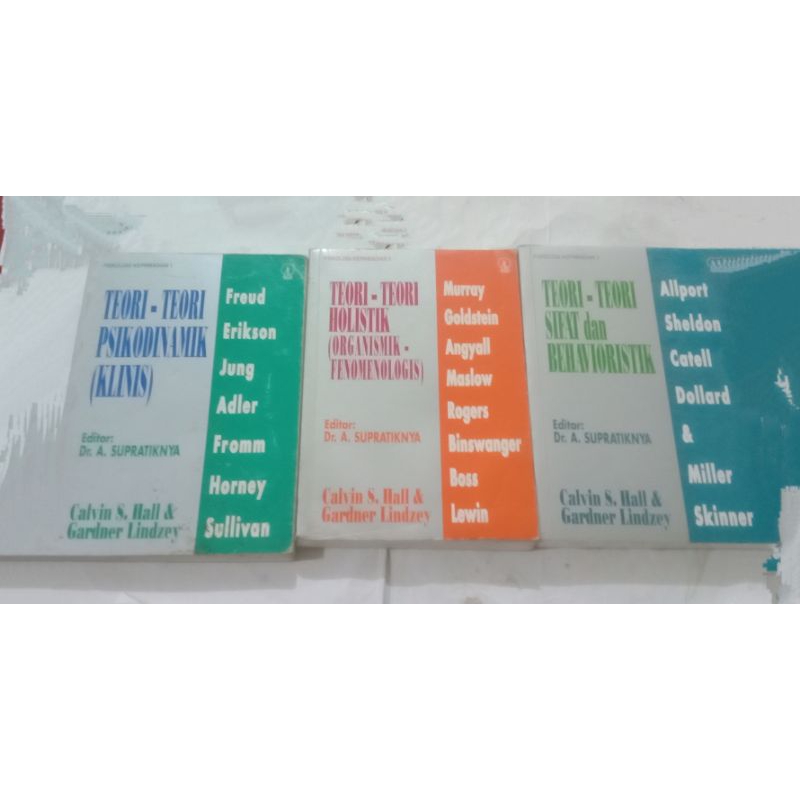 TEORI - TEORI
PSIKODINAMIK
(KLINIS)
Editor:
Dr. A. SUPRATIKNYA
Calvin S. Hall &
Gardner Lindzey
Freud
Erikson
Jung
Adler
Fromm
Horney
Sullivan
TEORI - TEORI
HOLISTIK
(ORGANISMIK -
FENOMENOLOGIS)
Editor:
Dr. A. SUPRATIKNYA
Calvin S. Hall &
Gardner Lindzey
Murray
Goldstein
Angyall
Maslow
Rogers
Binswanger
Boss
Lewin
TEORI - TEORI
SIFAT dan
BEHAVIORISTIK
Editor:
Dr. A. SUPRATIKNYA
Calvin S. Hall &
Gardner Lindzey
Allport
Sheldon
Catell
Dollard
&
Miller
Skinner